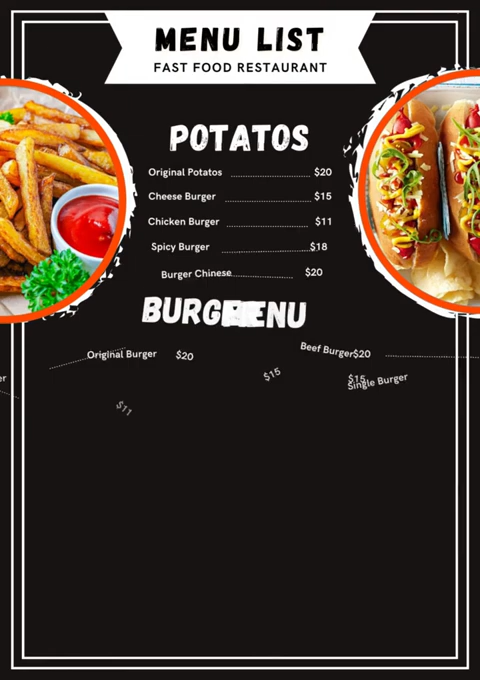 MENU LIST
FAST FOOD RESTAURANT
POTATOS
Original Potatos $20
Cheese Burger $15
Chicken Burger $11
Spicy Burger $18
Burger Chinese $20
Original Burger $20
Beef Burger $20
$15
$15
Single Burger
$11